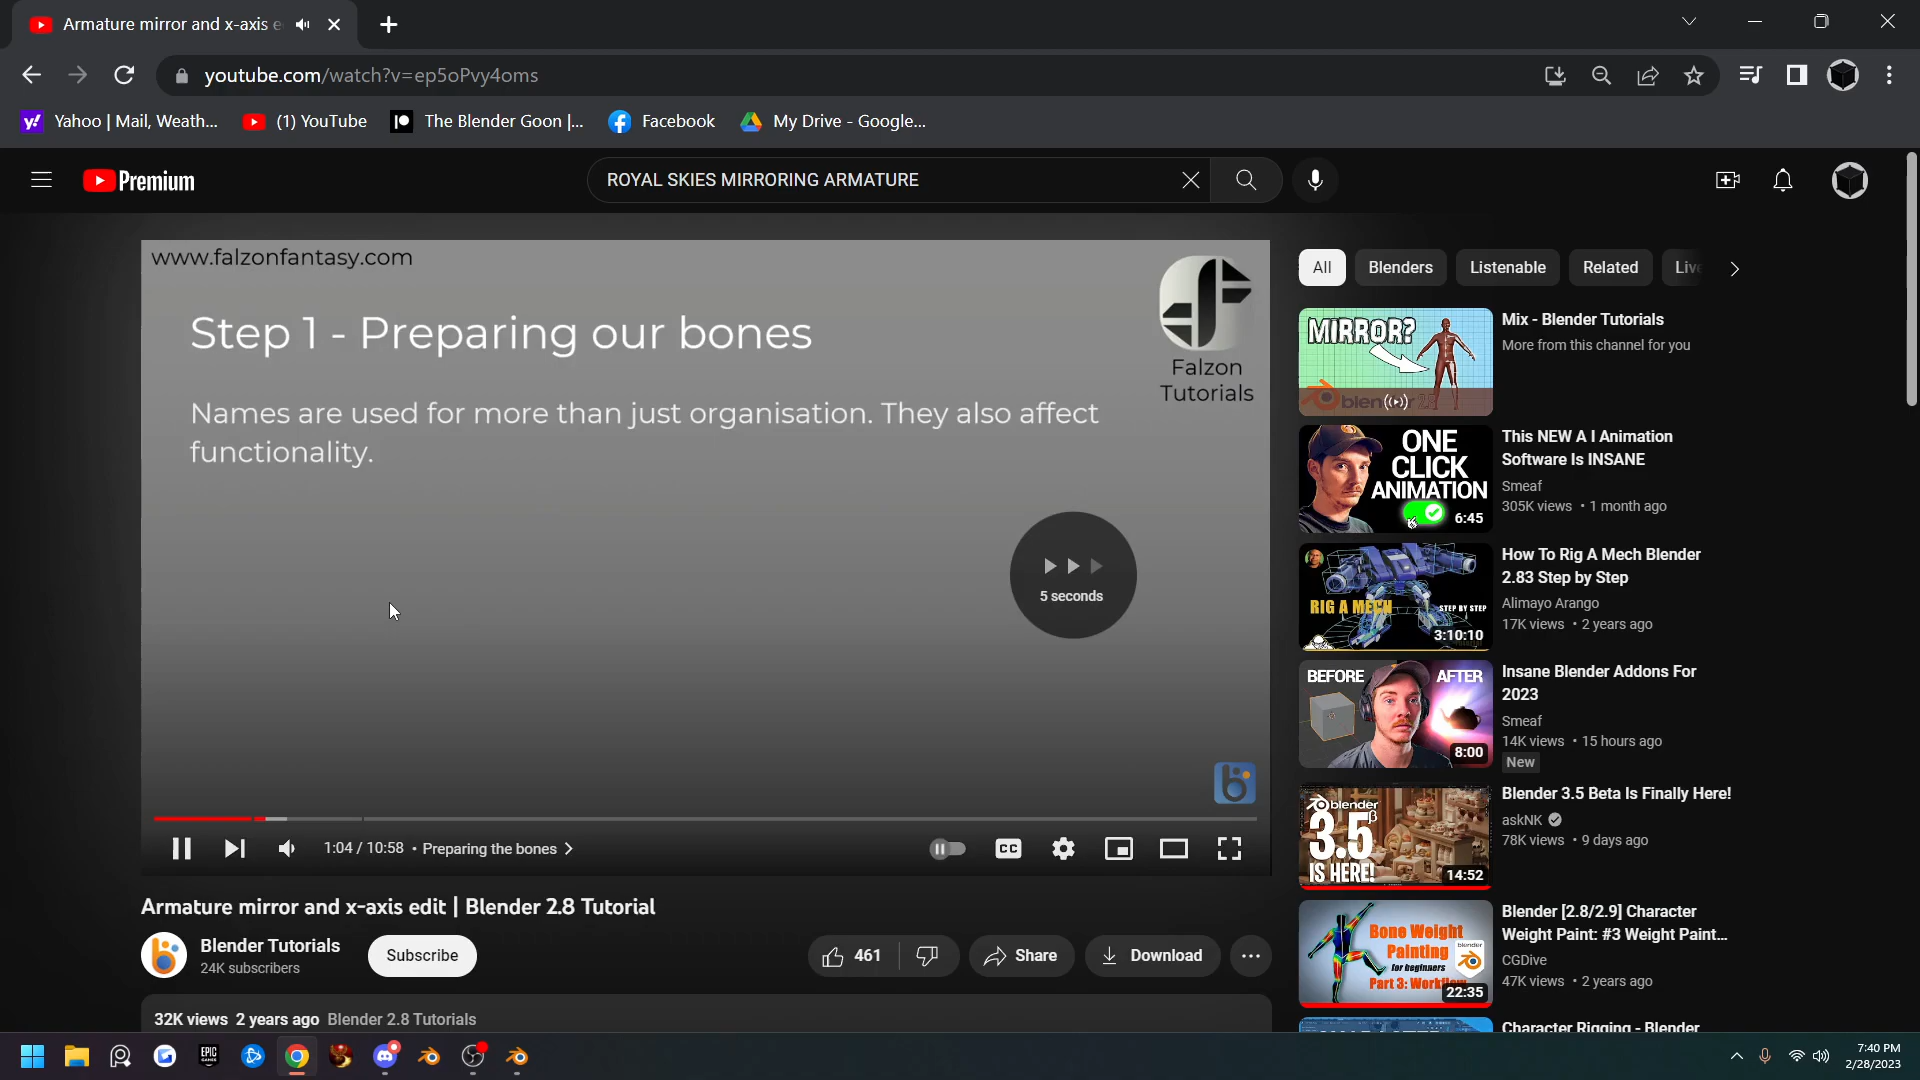 Armature mirror and x-axis e
youtube.com/watch?v=ep5oPvy4oms
Yahoo | Mail, Weath...
(1) YouTube
The Blender Goon |...
Facebook
My Drive - Google...
Premium
ROYAL SKIES MIRRORING ARMATURE
www.falzonfantasy.com
Step 1 - Preparing our bones
Falzon
Tutorials
Names are used for more than just organisation. They also affect
functionality.
5 seconds
1:04 / 10:58 • Preparing the bones
CC
Armature mirror and x-axis edit | Blender 2.8 Tutorial
Blender Tutorials
24K subscribers
Subscribe
461
Share
Download
32K views 2 years ago Blender 2.8 Tutorials
All
Blenders
Listenable
Related
Live
MIRROR?
Mix - Blender Tutorials
More from this channel for you
ONE
CLICK
ANIMATION
6:45
This NEW A I Animation
Software Is INSANE
Smeaf
305K views • 1 month ago
RIG A MECH
STEP BY STEP
3:10:10
How To Rig A Mech Blender
2.83 Step by Step
Alimayo Arango
17K views • 2 years ago
BEFORE
AFTER
8:00
Insane Blender Addons For
2023
Smeaf
14K views • 15 hours ago
New
blender
3.5β
IS HERE!
14:52
Blender 3.5 Beta Is Finally Here!
askNK
78K views • 9 days ago
Bone Weight
Painting
for beginners
Part 3:
blender
22:35
Blender [2.8/2.9] Character
Weight Paint: #3 Weight Paint...
CGDive
47K views • 2 years ago
Character Rigging - Blender
EPIC
GAMES
7:40 PM
2/28/2023